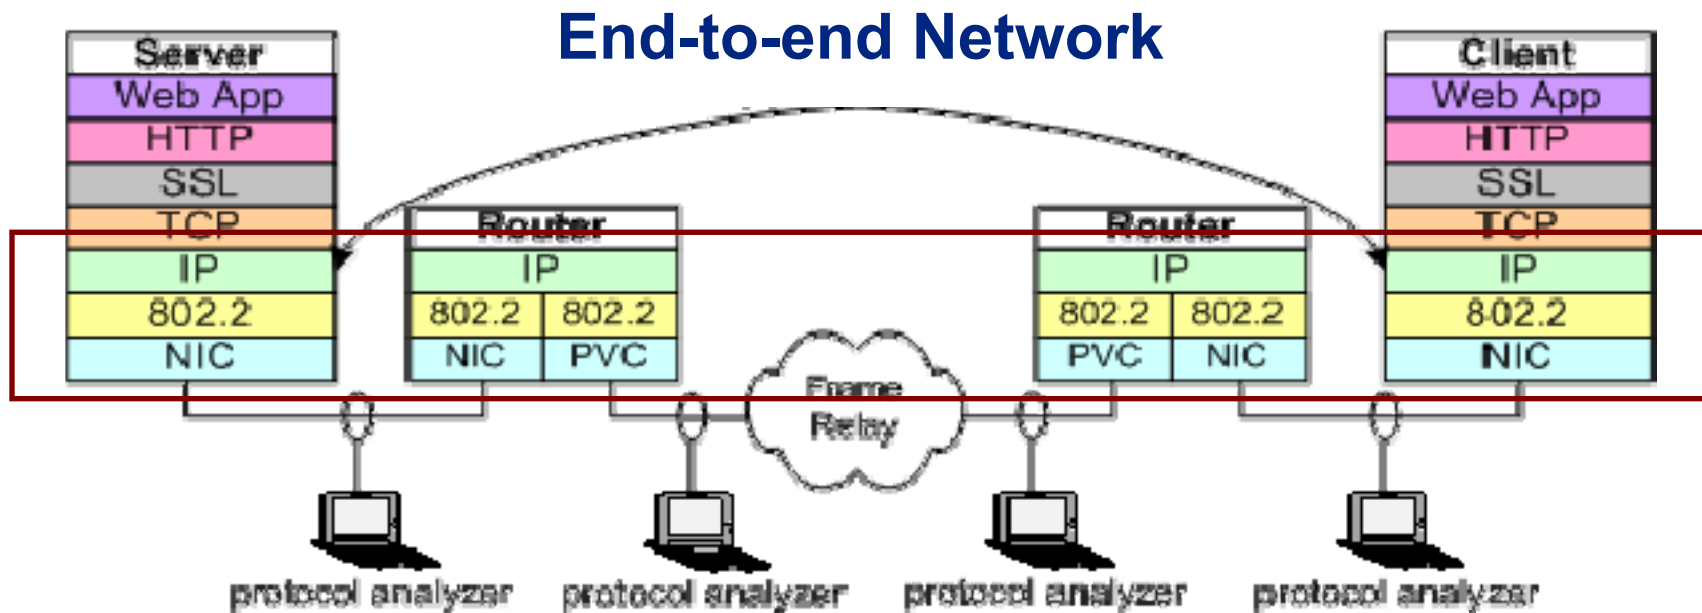 End-to-end Network
Server
Web App
HTTP
SSL
TCP
IP
802.2
NIC
Router
IP
802.2 802.2
NIC PVC
Frame
Relay
Router
IP
802.2 802.2
PVC NIC
Client
Web App
HTTP
SSL
TCP
IP
802.2
NIC
protocol analyzer
protocol analyzer
protocol analyzer
protocol analyzer